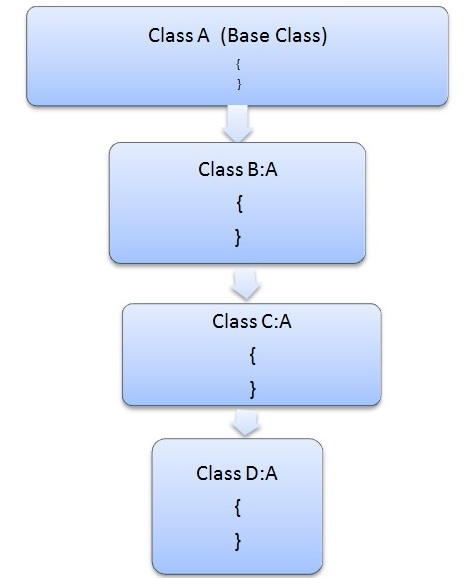 Class A (Base Class)
{
}
Class B:A
{
}
Class C:A
{
}
Class D:A
{
}